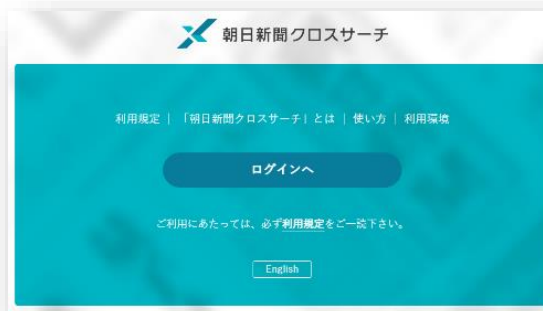 朝日新聞クロスサーチ
利用規定 | 「朝日新聞クロスサーチ」とは | 使い方 | 利用環境
ログインへ
ご利用にあたっては、必ず利用規定をご一読下さい。
English